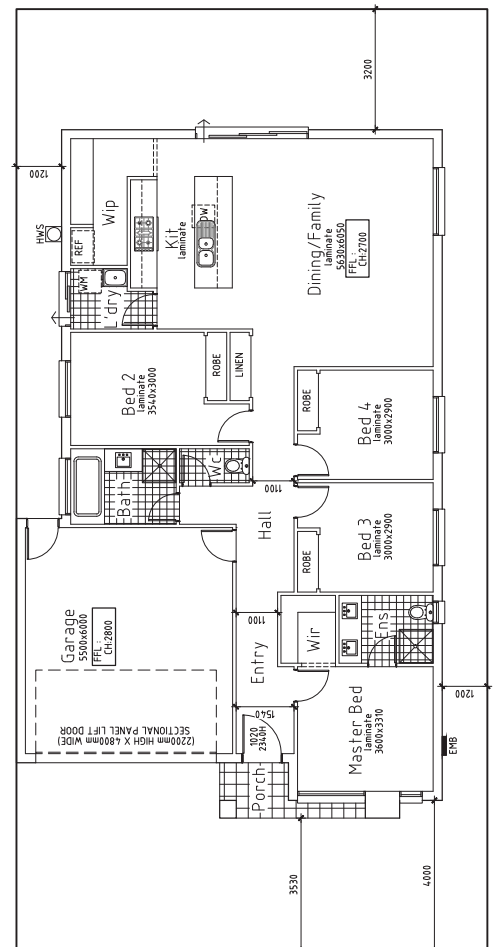 3200
1200
HWS
REF
Wip
Kit
laminate
DW
WM
L'dry
Dining/Family
laminate
5630x6050
FFL :
CH:2700
Bed 2
laminate
3540x3000
ROBE
LINEN
ROBE
Bed 4
laminate
3000x2900
Bath
Wc
1100
Hall
Bed 3
laminate
3000x2900
ROBE
Garage
5500x6000
FFL :
CH:2800
(2200mm HIGH X 4800mm WIDE)
SECTIONAL PANEL LIFT DOOR
1100
Entry
Wir
Ens
1540
1020
2340H
Porch
Master Bed
laminate
3600x3310
1200
EMB
3530
4000